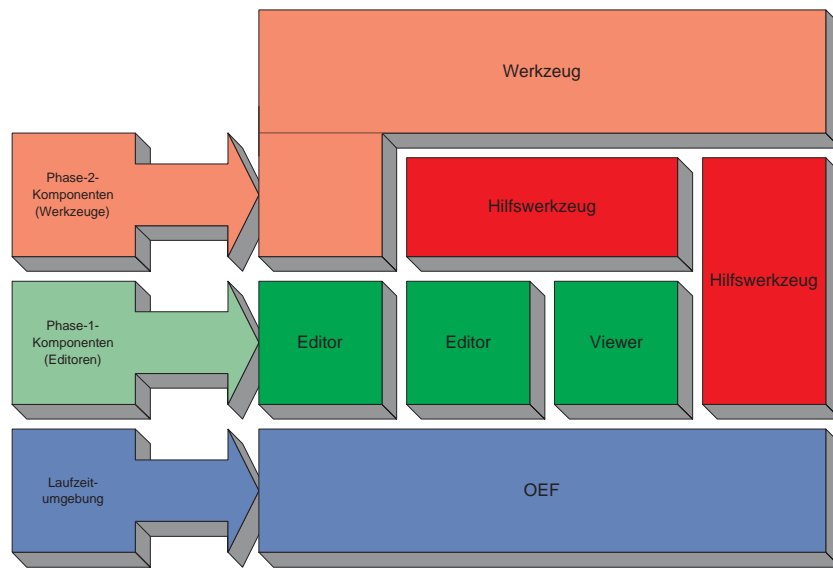 Werkzeug
Phase-2-
Komponenten
(Werkzeuge)
Hilfswerkzeug
Hilfswerkzeug
Phase-1-
Komponenten
(Editoren)
Editor
Editor
Viewer
Laufzeit-
umgebung
OEF